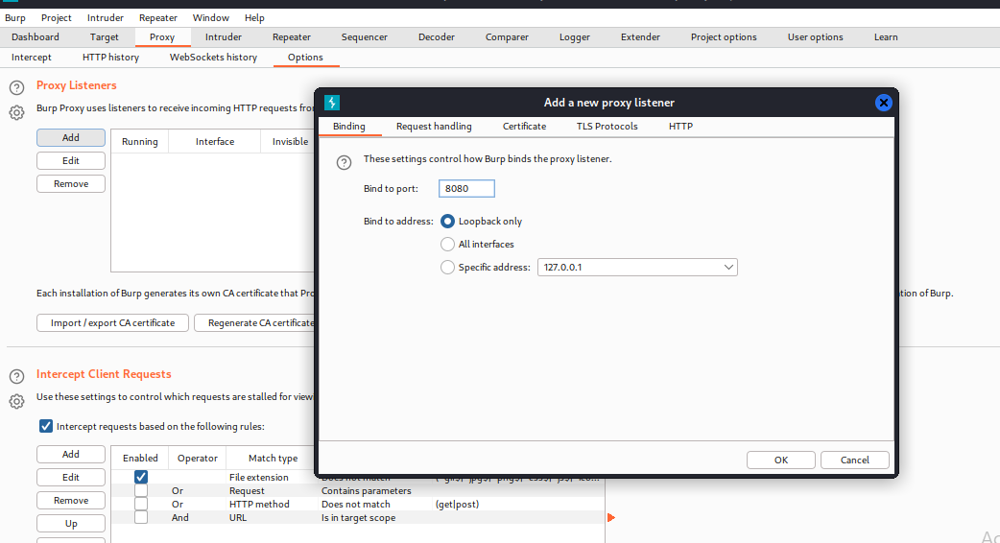 Burp Project Intruder Repeater Window Help
Dashboard Target Proxy Intruder Repeater Sequencer Decoder Comparer Logger Extender Project options User options Learn
Intercept HTTP history WebSockets history Options
Proxy Listeners
Burp Proxy uses listeners to receive incoming HTTP requests
Add
Edit
Remove
Running Interface Invisible
Each installation of Burp generates its own CA certificate that
of Burp.
Import / export CA certificate Regenerate CA certificate
Add a new proxy listener
Binding Request handling Certificate TLS Protocols HTTP
These settings control how Burp binds the proxy listener.
Bind to port: 8080
Bind to address: Loopback only
All interfaces
Specific address: 127.0.0.1
OK Cancel
Intercept Client Requests
Use these settings to control which requests are stalled for
Intercept requests based on the following rules:
Add
Edit
Remove
Up
Enabled Operator Match type
File extension Does not match
Or Request Contains parameters
Or HTTP method Does not match (get|post)
And URL Is in target scope